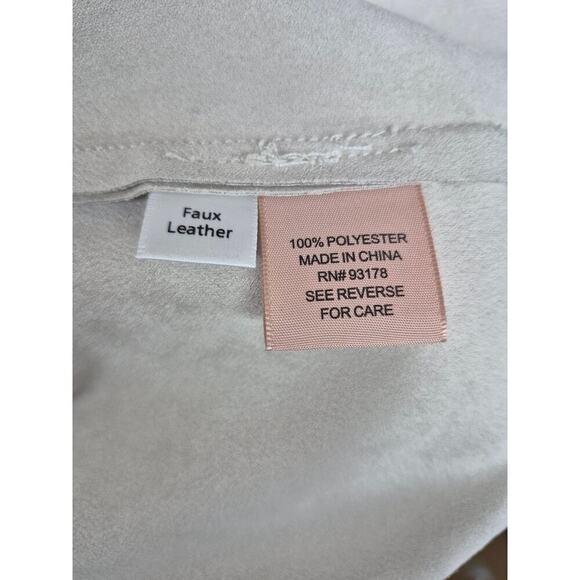 Faux
Leather
100% POLYESTER
MADE IN CHINA
RN# 93178
SEE REVERSE
FOR CARE